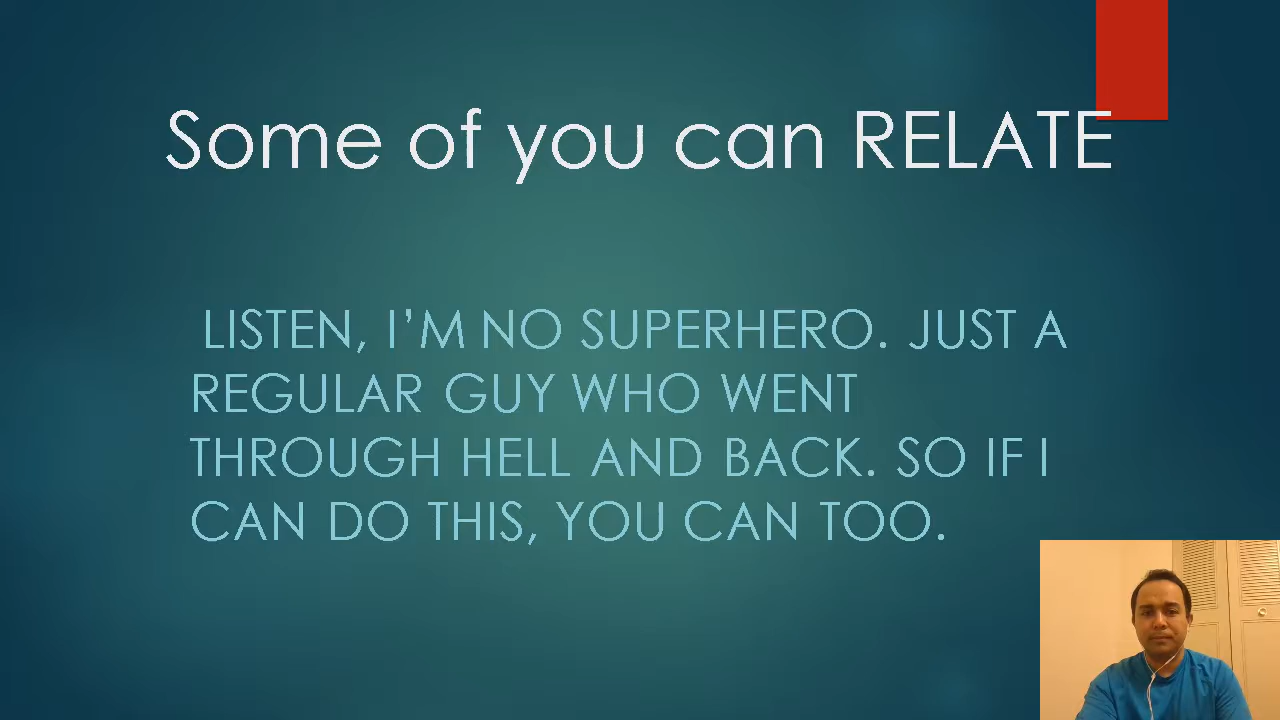 Some of you can RELATE
LISTEN, I’M NO SUPERHERO. JUST A
REGULAR GUY WHO WENT
THROUGH HELL AND BACK. SO IF I
CAN DO THIS, YOU CAN TOO.